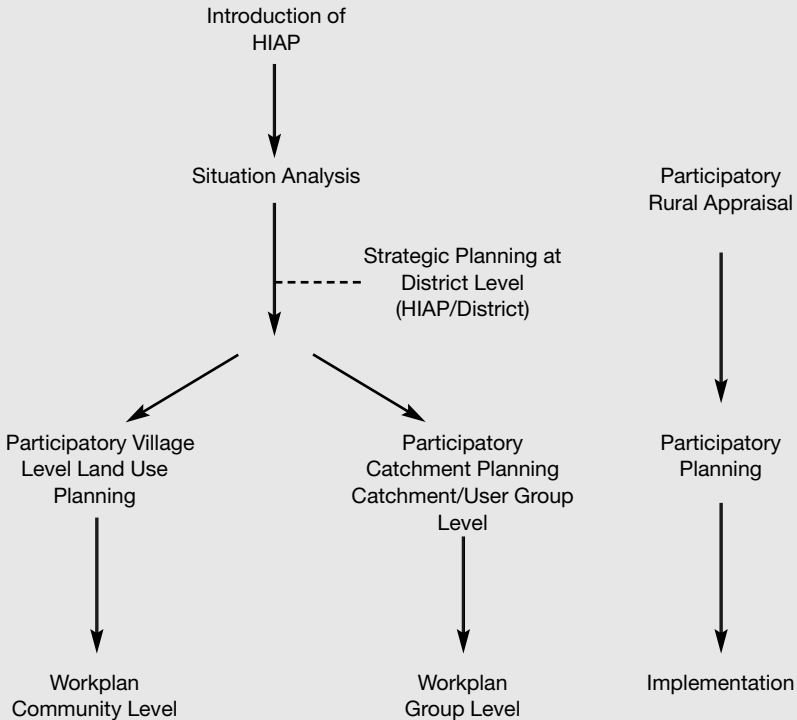 Introduction of
HIAP
Situation Analysis
Participatory
Rural Appraisal
Strategic Planning at
District Level
(HIAP/District)
Participatory Village
Level Land Use
Planning
Participatory
Catchment Planning
Catchment/User Group
Level
Participatory
Planning
Workplan
Community Level
Workplan
Group Level
Implementation